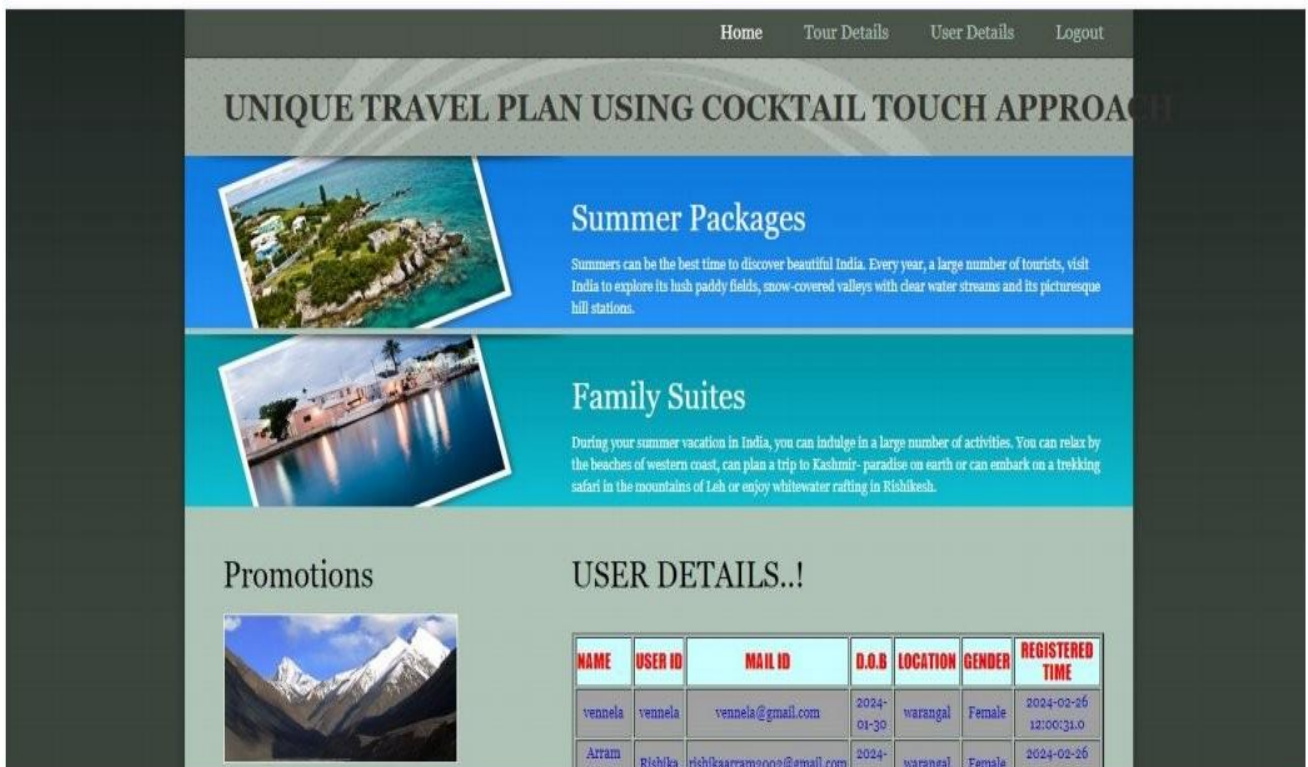 Home Tour Details User Details Logout
UNIQUE TRAVEL PLAN USING COCKTAIL TOUCH APPROACH
Summer Packages
Summers can be the best time to discover beautiful India. Every year, a large number of tourists, visit
India to explore its lush paddy fields, snow-covered valleys with clear water streams and its picturesque
hill stations.
Family Suites
During your summer vacation in India, you can indulge in a large number of activities. You can relax by
the beaches of western coast, can plan a trip to Kashmir- paradise on earth or can embark on a trekking
safari in the mountains of Leh or enjoy whitewater rafting in Rishikesh.
Promotions
USER DETAILS..!
NAME USER ID MAIL ID D.O.B LOCATION GENDER REGISTERED TIME
vennela vennela vennela@gmail.com 2024-01-30 warangal Female 2024-02-26 12:00:31.0
Arram Rishika rishikaarram2002@gmail.com 2024- warangal Female 2024-02-26